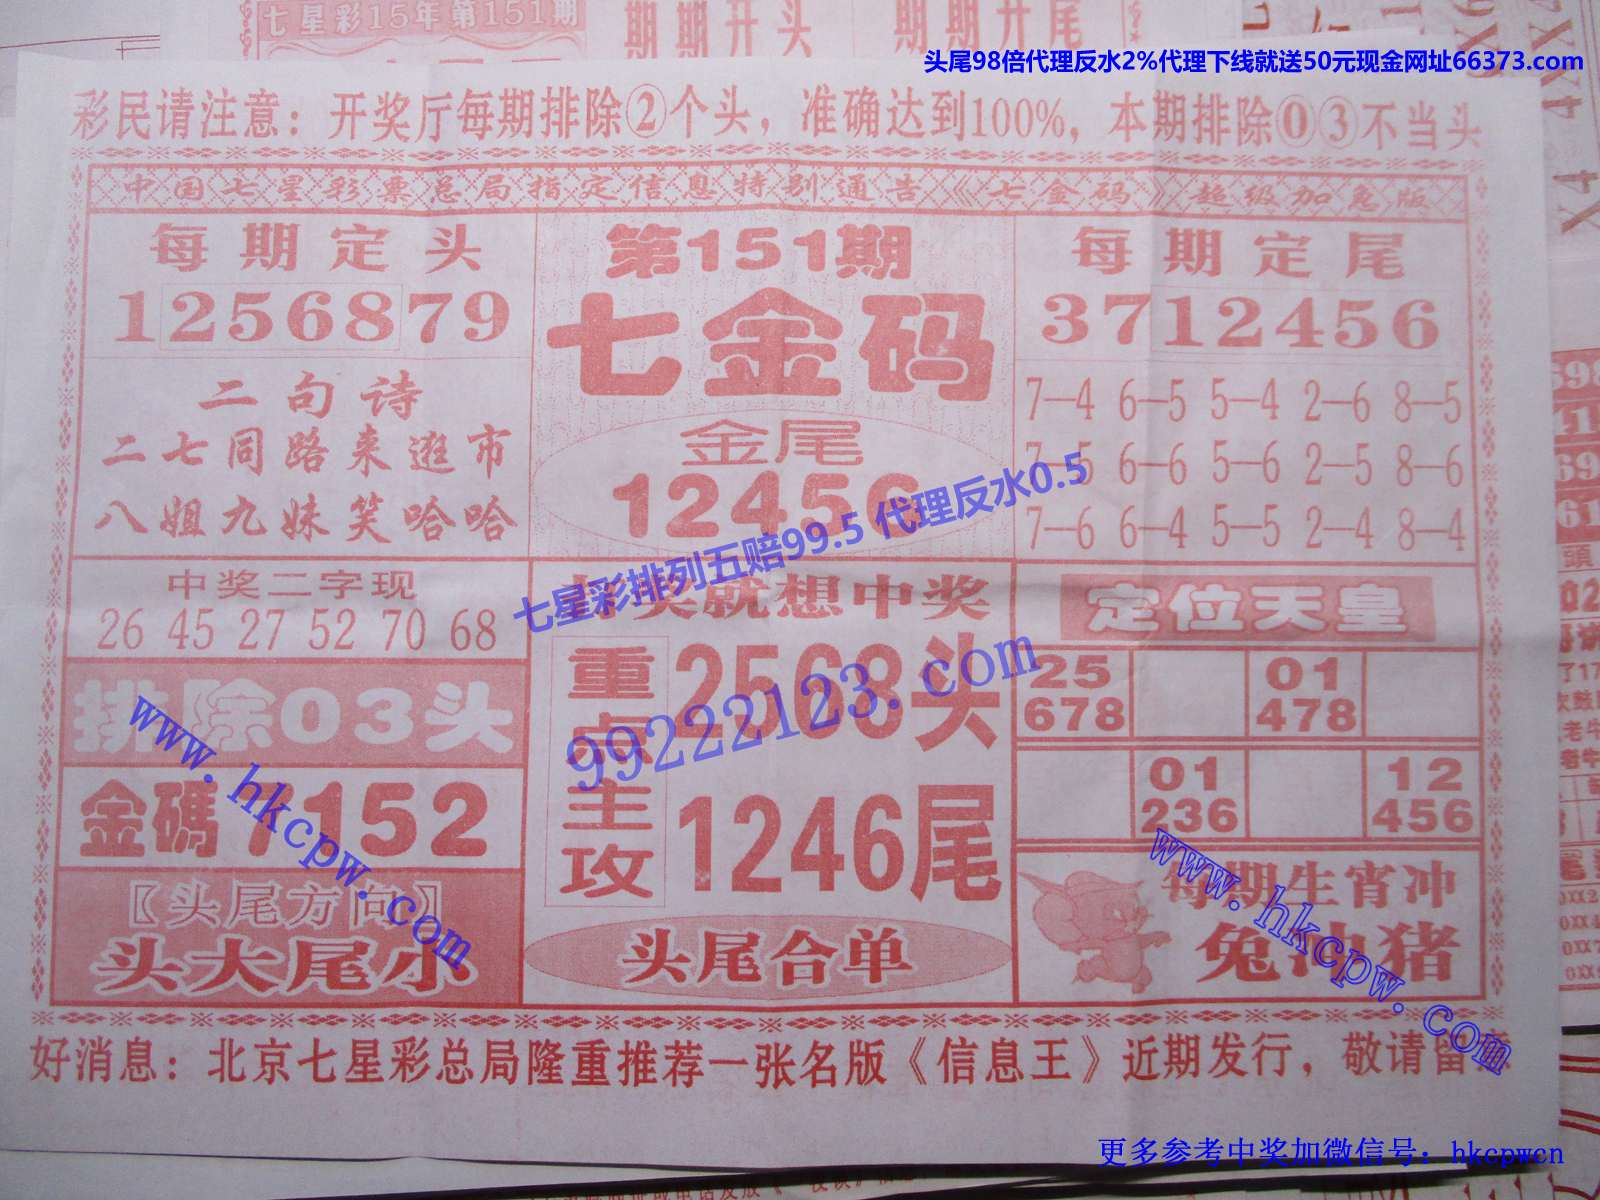 七星彩15年第151期
期期开头
期期开尾
头尾98倍代理反水2%代理下线就送50元现金网址66373.com
彩民请注意：开奖厅每期排除②个头，准确达到100%，本期排除⓪③不当头
中国七星彩票总局指定信息特别通告《七金码》超级加兔版
每期定头
1256879
二句诗
二七同路来逛市
八姐九妹笑哈哈
第151期
七金码
金尾
12456
每期定尾
3712456
7—4 6—5 5—4 2—6 8—5
7—5 6—6 5—6 2—5 8—6
7—6 6—4 5—5 2—4 8—4
七星彩排列五赔99.5 代理反水0.5
中奖二字现
26 45 27 52 70 68
排除03头
金碼 1152
〖头尾方向〗
头大尾小
开奖就想中奖
重点主攻
2568头
1246尾
头尾合单
99222123.com
定位天皇
25
678
01
478
01
236
12
456
每期生肖冲
兔冲猪
www.hkcpw.com
www.hkcpw.com
好消息：北京七星彩总局隆重推荐一张名版《信息王》近期发行，敬请留意
更多参考中奖加微信号：hkcpwcn